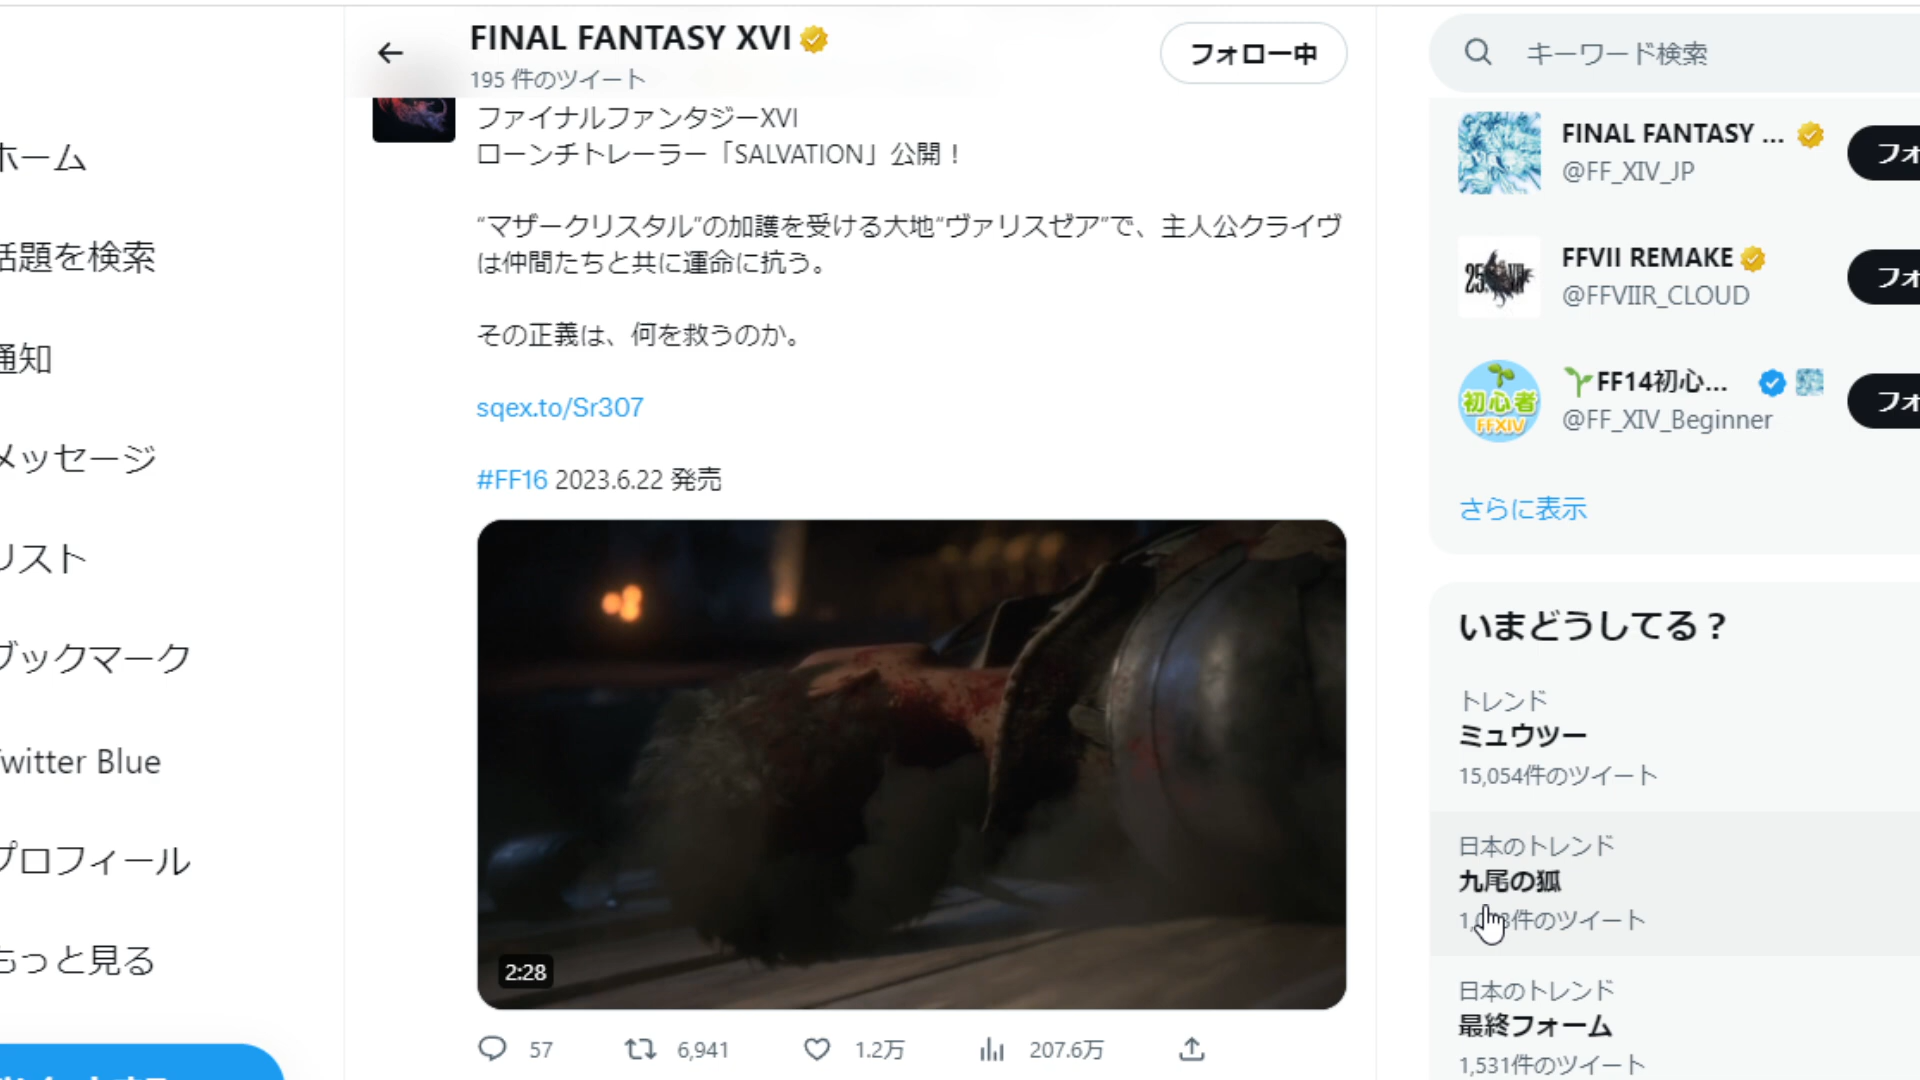 FINAL FANTASY XVI
195 件のツイート
フォロー中
キーワード検索
ホーム
話題を検索
通知
メッセージ
リスト
ブックマーク
witter Blue
プロフィール
もっと見る
ファイナルファンタジーXVI
ローンチトレーラー「SALVATION」公開！
“マザークリスタル”の加護を受ける大地“ヴァリスゼア”で、主人公クライヴ
は仲間たちと共に運命に抗う。
その正義は、何を救うのか。
sqex.to/Sr307
#FF16 2023.6.22 発売
2:28
57
6,941
1.2万
207.6万
FINAL FANTASY ...
@FF_XIV_JP
フォ
FFVII REMAKE
@FFVIIR_CLOUD
フォ
初心者
FFXIV
FF14初心...
@FF_XIV_Beginner
フォ
さらに表示
いまどうしてる？
トレンド
ミュウツー
15,054件のツイート
日本のトレンド
九尾の狐
件のツイート
日本のトレンド
最終フォーム
1,531件のツイート